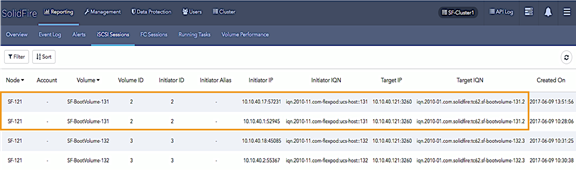 SolidFire
Reporting Management Data Protection Users Cluster SF-Cluster1 API Log
Overview Event Log Alerts iSCSI Sessions FC Sessions Running Tasks Volume Performance
Filter Sort
Node Account Volume Volume ID Initiator ID Initiator Alias Initiator IP Initiator IQN Target IP Target IQN Created On
SF-121 - SF-BootVolume-131 2 2 - 10.10.40.17:57231 iqn.2010-11.com-flexpod:ucs-host::131 10.10.40.121:3260 iqn.2010-01.com.solidfire:tc62.sf-bootvolume-131.2 2017-06-09 13:51:56
SF-121 - SF-BootVolume-131 2 2 - 10.10.40.1:52945 iqn.2010-11.com-flexpod:ucs-host::131 10.10.40.121:3260 iqn.2010-01.com.solidfire:tc62.sf-bootvolume-131.2 2017-06-09 10:28:06
SF-121 - SF-BootVolume-132 3 3 - 10.10.40.18:45085 iqn.2010-11.com-flexpod:ucs-host::132 10.10.40.121:3260 iqn.2010-01.com.solidfire:tc62.sf-bootvolume-132.3 2017-06-09 13:31:25
SF-121 - SF-BootVolume-132 3 3 - 10.10.40.2:55367 iqn.2010-11.com-flexpod:ucs-host::132 10.10.40.121:3260 iqn.2010-01.com.solidfire:tc62.sf-bootvolume-132.3 2017-06-09 10:30:38